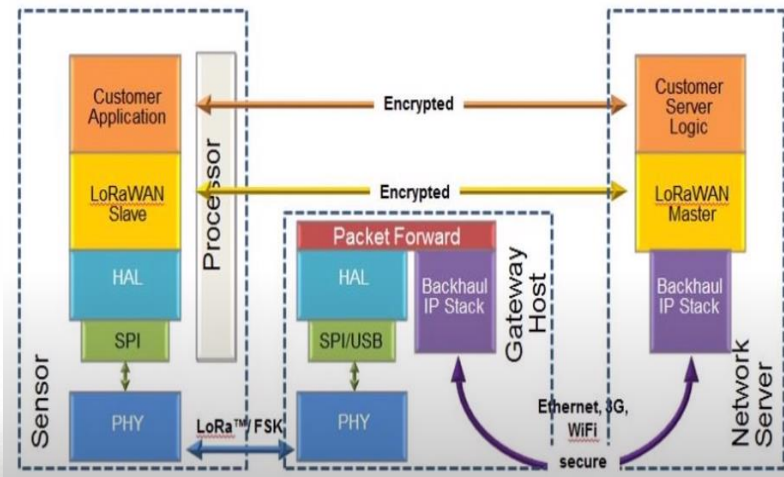 Customer
Application
LoRaWAN
Slave
HAL
SPI
PHY
Processor
Sensor
Encrypted
Encrypted
Packet Forward
HAL
SPI/USB
PHY
Backhaul
IP Stack
Gateway
Host
LoRa™/ FSK
Ethernet, 3G,
WiFi
secure
Customer
Server
Logic
LoRaWAN
Master
Backhaul
IP Stack
Network
Server